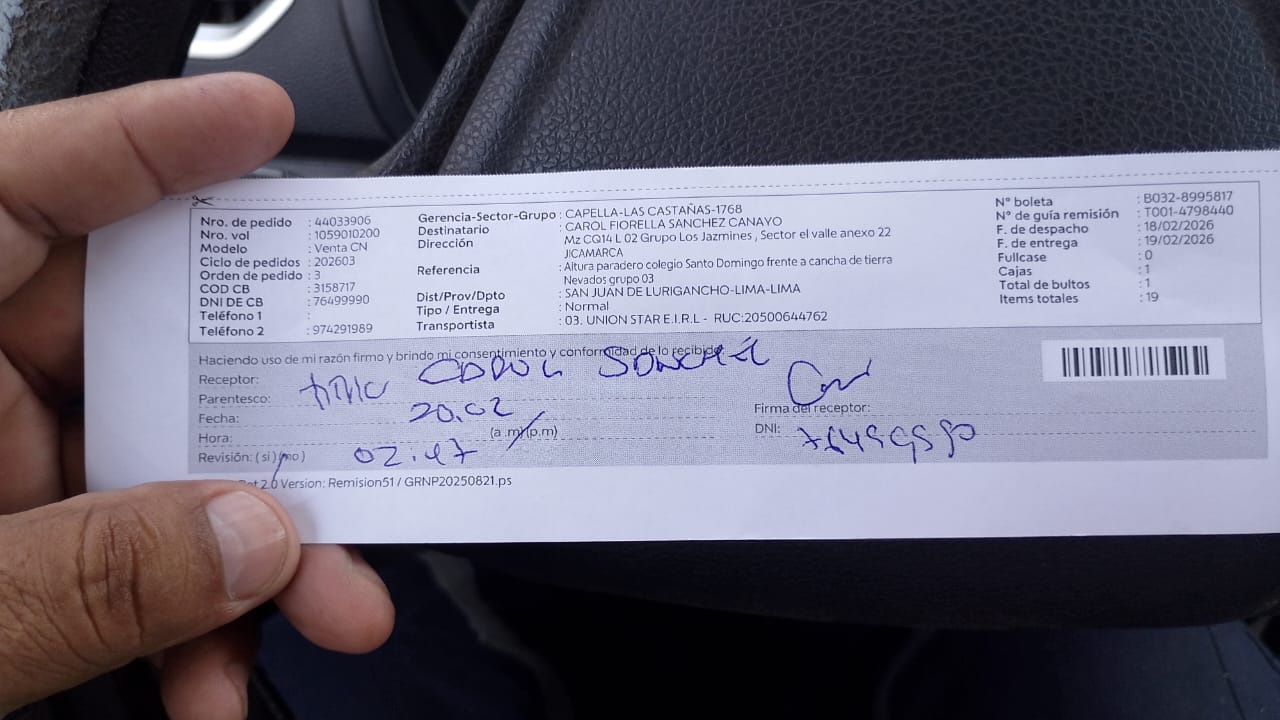 Nro. de pedido : 44033906
Nro. vol : 1059010200
Modelo : Venta CN
Ciclo de pedidos : 202603
Orden de pedido : 3
COD CB : 3158717
DNI DE CB : 76499990
Teléfono 1 :
Teléfono 2 : 974291989
Gerencia-Sector-Grupo : CAPELLA-LAS CASTAÑAS-1768
Destinatario : CAROL FIORELLA SANCHEZ CANAYO
Dirección : Mz CQ14 L 02 Grupo Los Jazmines , Sector el valle anexo 22
JICAMARCA
Referencia : Altura paradero colegio Santo Domingo frente a cancha de tierra
Nevados grupo 03
Dist/Prov/Dpto : SAN JUAN DE LURIGANCHO-LIMA-LIMA
Tipo / Entrega : Normal
Transportista : 03. UNION STAR E.I.R.L - RUC:20500644762
N° boleta : B032-8995817
N° de guía remisión : T001-4798440
F. de despacho : 18/02/2026
F. de entrega : 19/02/2026
Fullcase : 0
Cajas : 1
Total de bultos : 1
Items totales : 19
Haciendo uso de mi razón firmo y brindo mi consentimiento y conformidad de lo recibido
Receptor: Carol Sanchez
Parentesco:
Fecha: 20.02
Hora: 02:47 (a.m) (p.m)
Revisión: (si) (no)
Firma del receptor:
DNI:
2.0 Version: Remision51 / GRNP20250821.ps